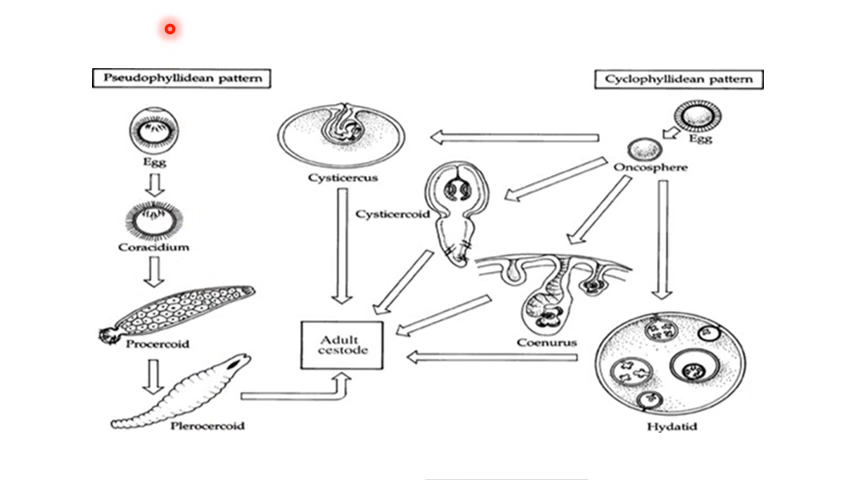 Pseudophyllidean pattern
Cyclophyllidean pattern
Egg
Egg
Oncosphere
Cysticercus
Cysticercoid
Coracidium
Procercoid
Adult
cestode
Coenurus
Plerocercoid
Hydatid